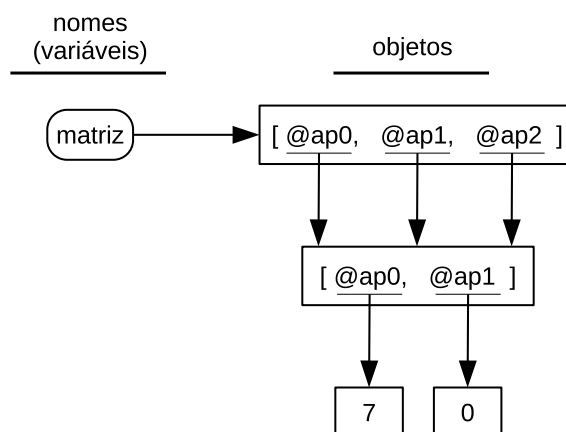 nomes
(variáveis)
objetos
matriz
[ @ap0, @ap1, @ap2 ]
[ @ap0, @ap1 ]
7
0